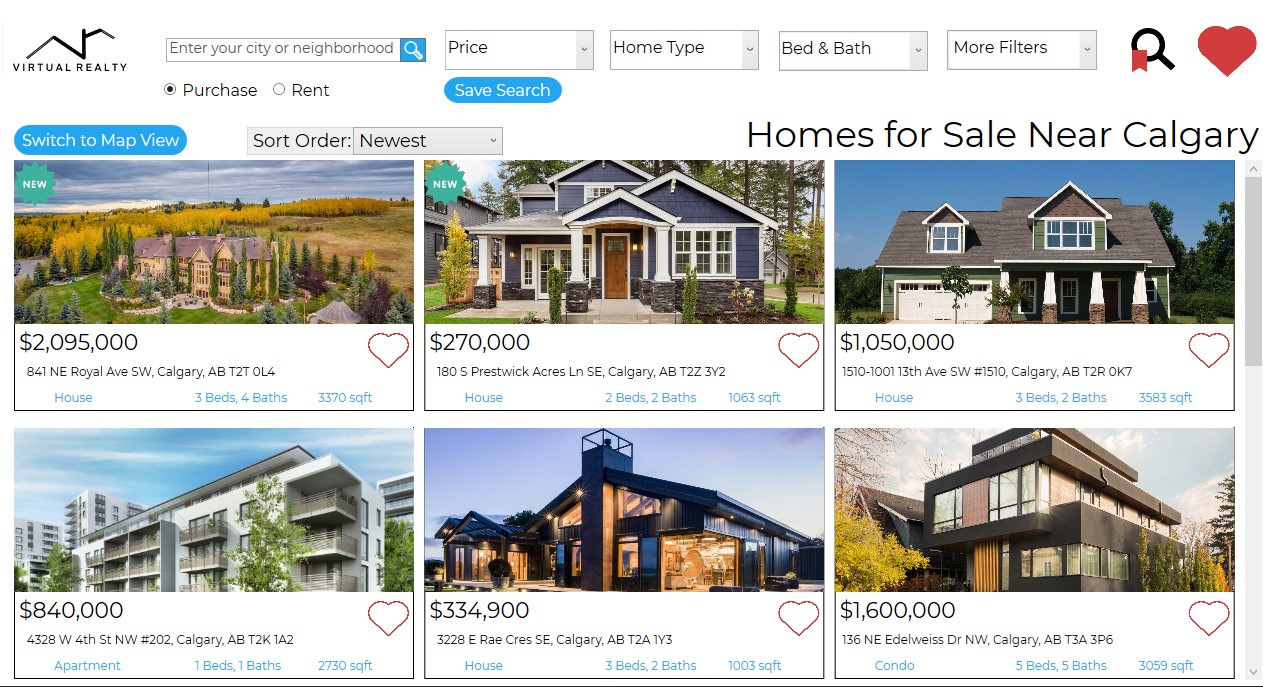 VIRTUAL REALTY
Enter your city or neighborhood
Price
Home Type
Bed & Bath
More Filters
Purchase
Rent
Save Search
Switch to Map View
Sort Order: Newest
Homes for Sale Near Calgary
NEW
NEW
$2,095,000
841 NE Royal Ave SW, Calgary, AB T2T 0L4
House 3 Beds, 4 Baths 3370 sqft
$270,000
180 S Prestwick Acres Ln SE, Calgary, AB T2Z 3Y2
House 2 Beds, 2 Baths 1063 sqft
$1,050,000
1510-1001 13th Ave SW #1510, Calgary, AB T2R 0K7
House 3 Beds, 2 Baths 3583 sqft
$840,000
4328 W 4th St NW #202, Calgary, AB T2K 1A2
Apartment 1 Beds, 1 Baths 2730 sqft
$334,900
3228 E Rae Cres SE, Calgary, AB T2A 1Y3
House 3 Beds, 2 Baths 1003 sqft
$1,600,000
136 NE Edelweiss Dr NW, Calgary, AB T3A 3P6
Condo 5 Beds, 5 Baths 3059 sqft